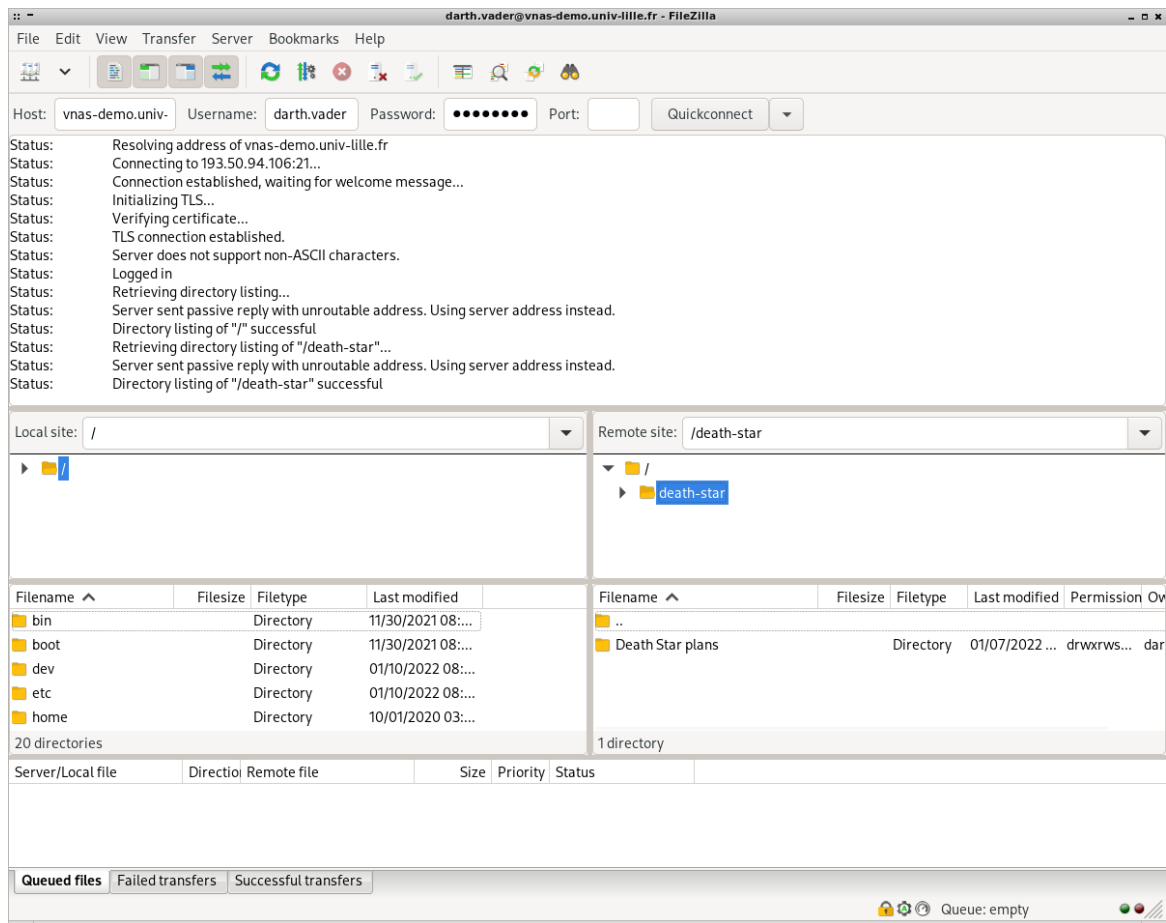 darth.vader@vnas-demo.univ-lille.fr - FileZilla
File Edit View Transfer Server Bookmarks Help
Host: vnas-demo.univ- Username: darth.vader Password: ●●●●●●●● Port: Quickconnect
Status: Resolving address of vnas-demo.univ-lille.fr
Status: Connecting to 193.50.94.106:21...
Status: Connection established, waiting for welcome message...
Status: Initializing TLS...
Status: Verifying certificate...
Status: TLS connection established.
Status: Server does not support non-ASCII characters.
Status: Logged in
Status: Retrieving directory listing...
Status: Server sent passive reply with unroutable address. Using server address instead.
Status: Directory listing of "/" successful
Status: Retrieving directory listing of "/death-star"...
Status: Server sent passive reply with unroutable address. Using server address instead.
Status: Directory listing of "/death-star" successful
Local site: /
/
Filename Filesize Filetype Last modified
bin Directory 11/30/2021 08:...
boot Directory 11/30/2021 08:...
dev Directory 01/10/2022 08:...
etc Directory 01/10/2022 08:...
home Directory 10/01/2020 03:...
20 directories
Remote site: /death-star
/
death-star
Filename Filesize Filetype Last modified Permission Ow
..
Death Star plans Directory 01/07/2022 ... drwxrws... dar
1 directory
Server/Local file Direction Remote file Size Priority Status
Queued files Failed transfers Successful transfers
Queue: empty